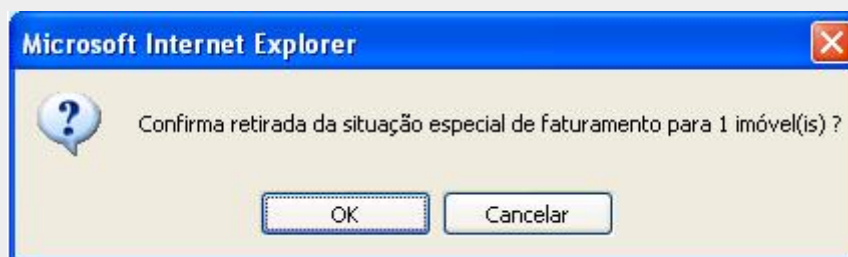 Microsoft Internet Explorer
Confirma retirada da situação especial de faturamento para 1 imóvel(is) ?
OK
Cancelar